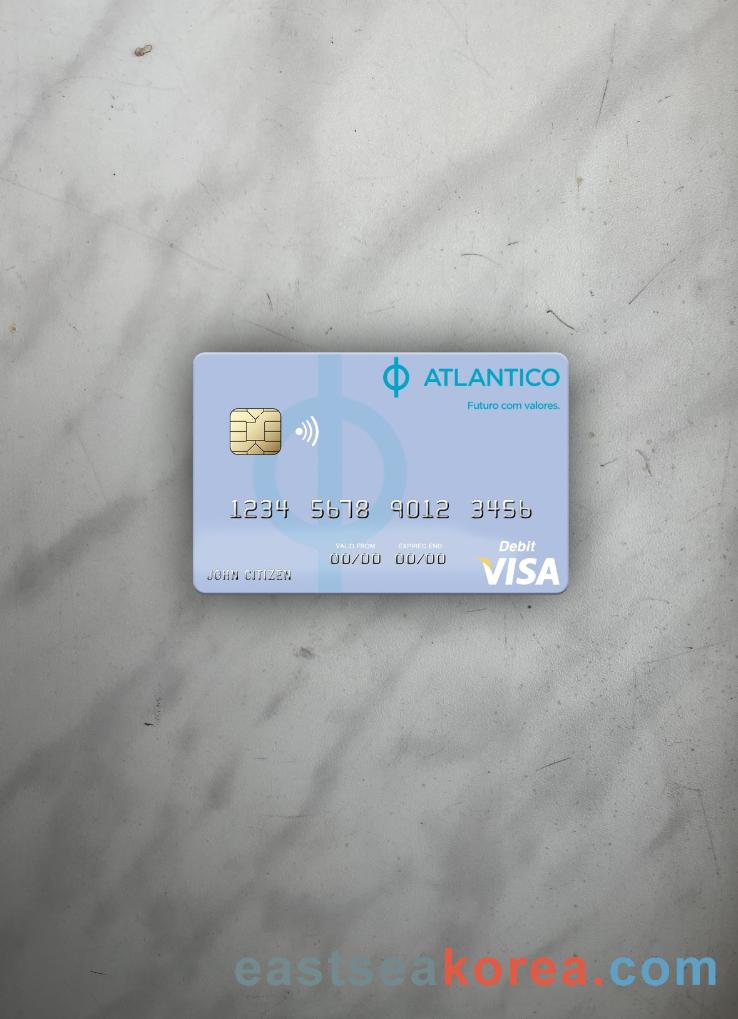 ATLANTICO
Futuro com valores.
1234 5678 9012 3456
VALID FROM EXPIRES END
00/00 00/00
JOHN CITIZEN
Debit
VISA
eastseakorea.com